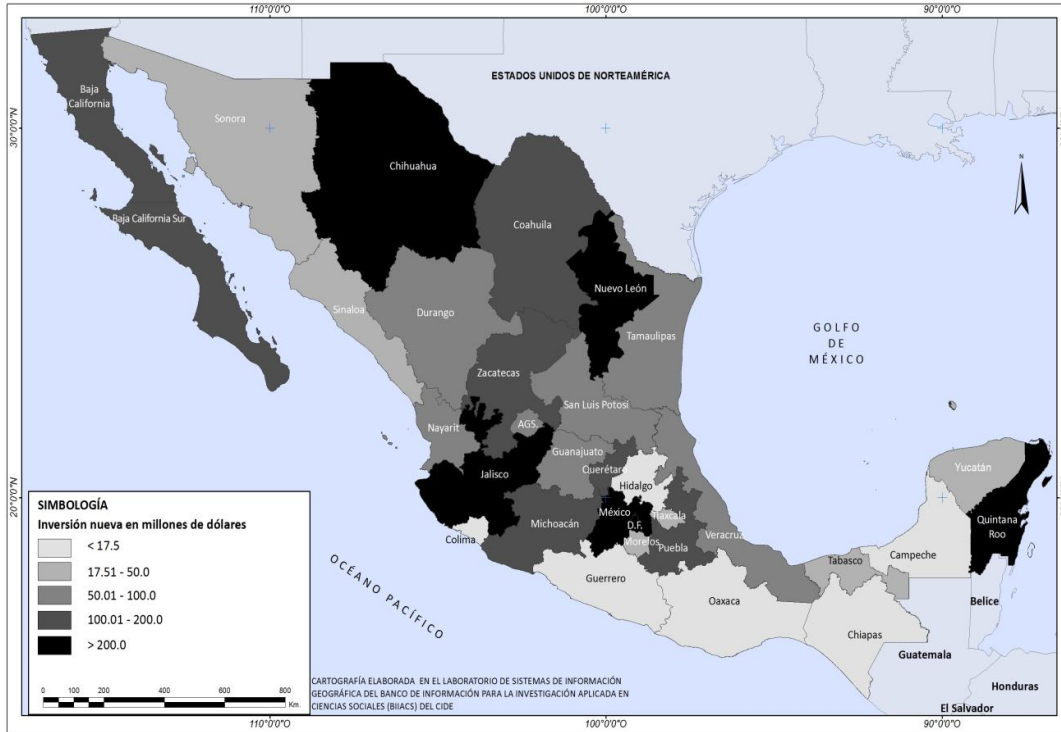 110°0'0"O
100°0'0"O
90°0'0"O
ESTADOS UNIDOS DE NORTEAMÉRICA
30°0'0"N
30°0'0"N
Baja
California
Sonora
Chihuahua
N
Coahuila
Baja California Sur
Nuevo León
Sinaloa
Durango
Tamaulipas
GOLFO
DE
MÉXICO
Zacatecas
San Luis Potosí
Nayarit
AGS.
Guanajuato
Querétaro
Yucatán
Jalisco
Hidalgo
20°0'0"N
20°0'0"N
México
D.F.
Tlaxcala
Quintana
Roo
Colima
Michoacán
Morelos
Puebla
Veracruz
Campeche
Tabasco
Guerrero
Oaxaca
Belice
Chiapas
OCÉANO PACÍFICO
Guatemala
Honduras
El Salvador
SIMBOLOGÍA
Inversión nueva en millones de dólares
< 17.5
17.51 - 50.0
50.01 - 100.0
100.01 - 200.0
> 200.0
0 100 200 400 600 800
Km.
CARTOGRAFÍA ELABORADA EN EL LABORATORIO DE SISTEMAS DE INFORMACIÓN
GEOGRÁFICA DEL BANCO DE INFORMACIÓN PARA LA INVESTIGACIÓN APLICADA EN
CIENCIAS SOCIALES (BIIACS) DEL CIDE
110°0'0"O
100°0'0"O
90°0'0"O